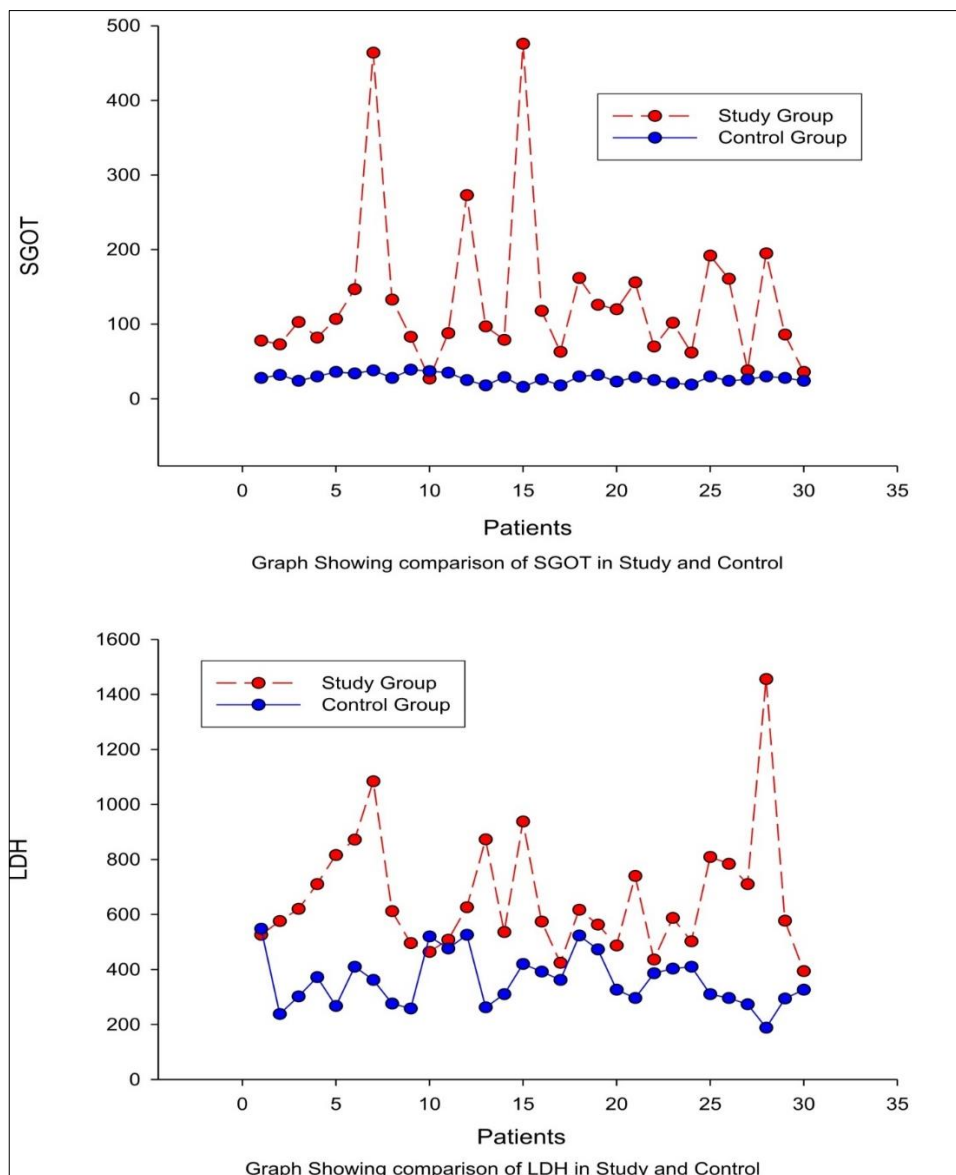 500
400
300
200
100
0
SGOT
Study Group
Control Group
0 5 10 15 20 25 30 35
Patients
Graph Showing comparison of SGOT in Study and Control
1600
1400
1200
1000
800
600
400
200
0
LDH
Study Group
Control Group
0 5 10 15 20 25 30 35
Patients
Graph Showing comparison of LDH in Study and Control